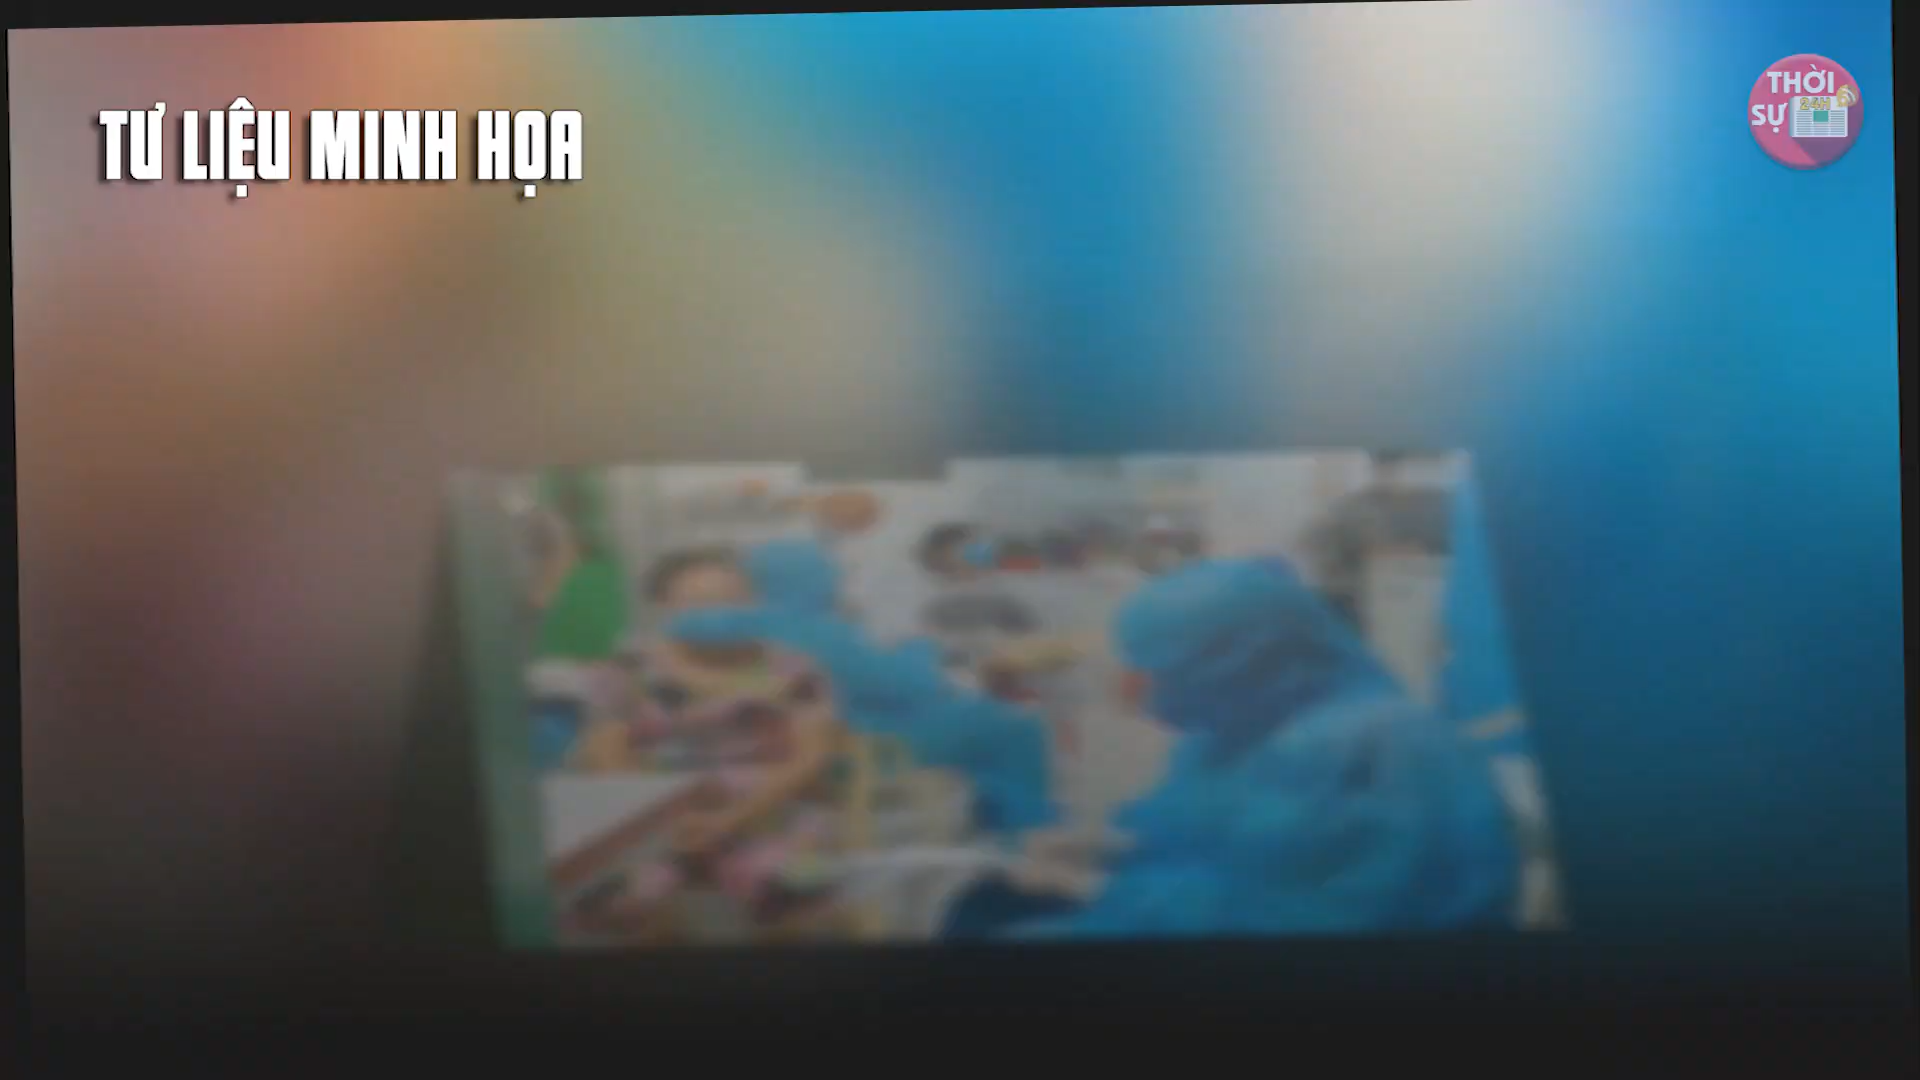 TƯ LIỆU MINH HỌA
THỜI
SỰ
24H